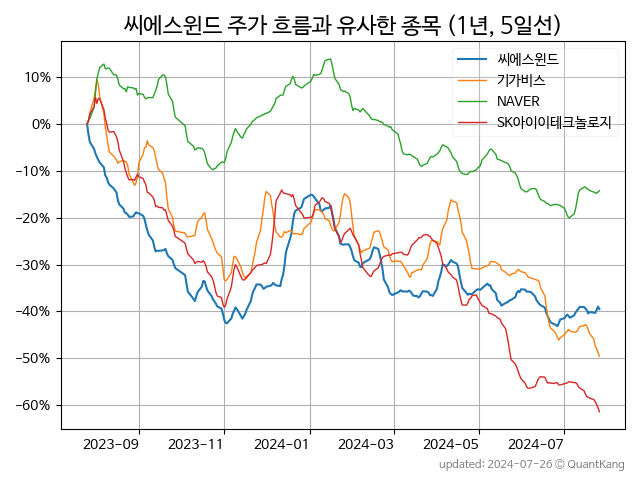 씨에스윈드 주가 흐름과 유사한 종목 (1년, 5일선)
씨에스윈드
기가비스
NAVER
SK아이이테크놀로지
10%
0%
−10%
−20%
−30%
−40%
−50%
−60%
2023-09
2023-11
2024-01
2024-03
2024-05
2024-07
updated: 2024-07-26 © QuantKang